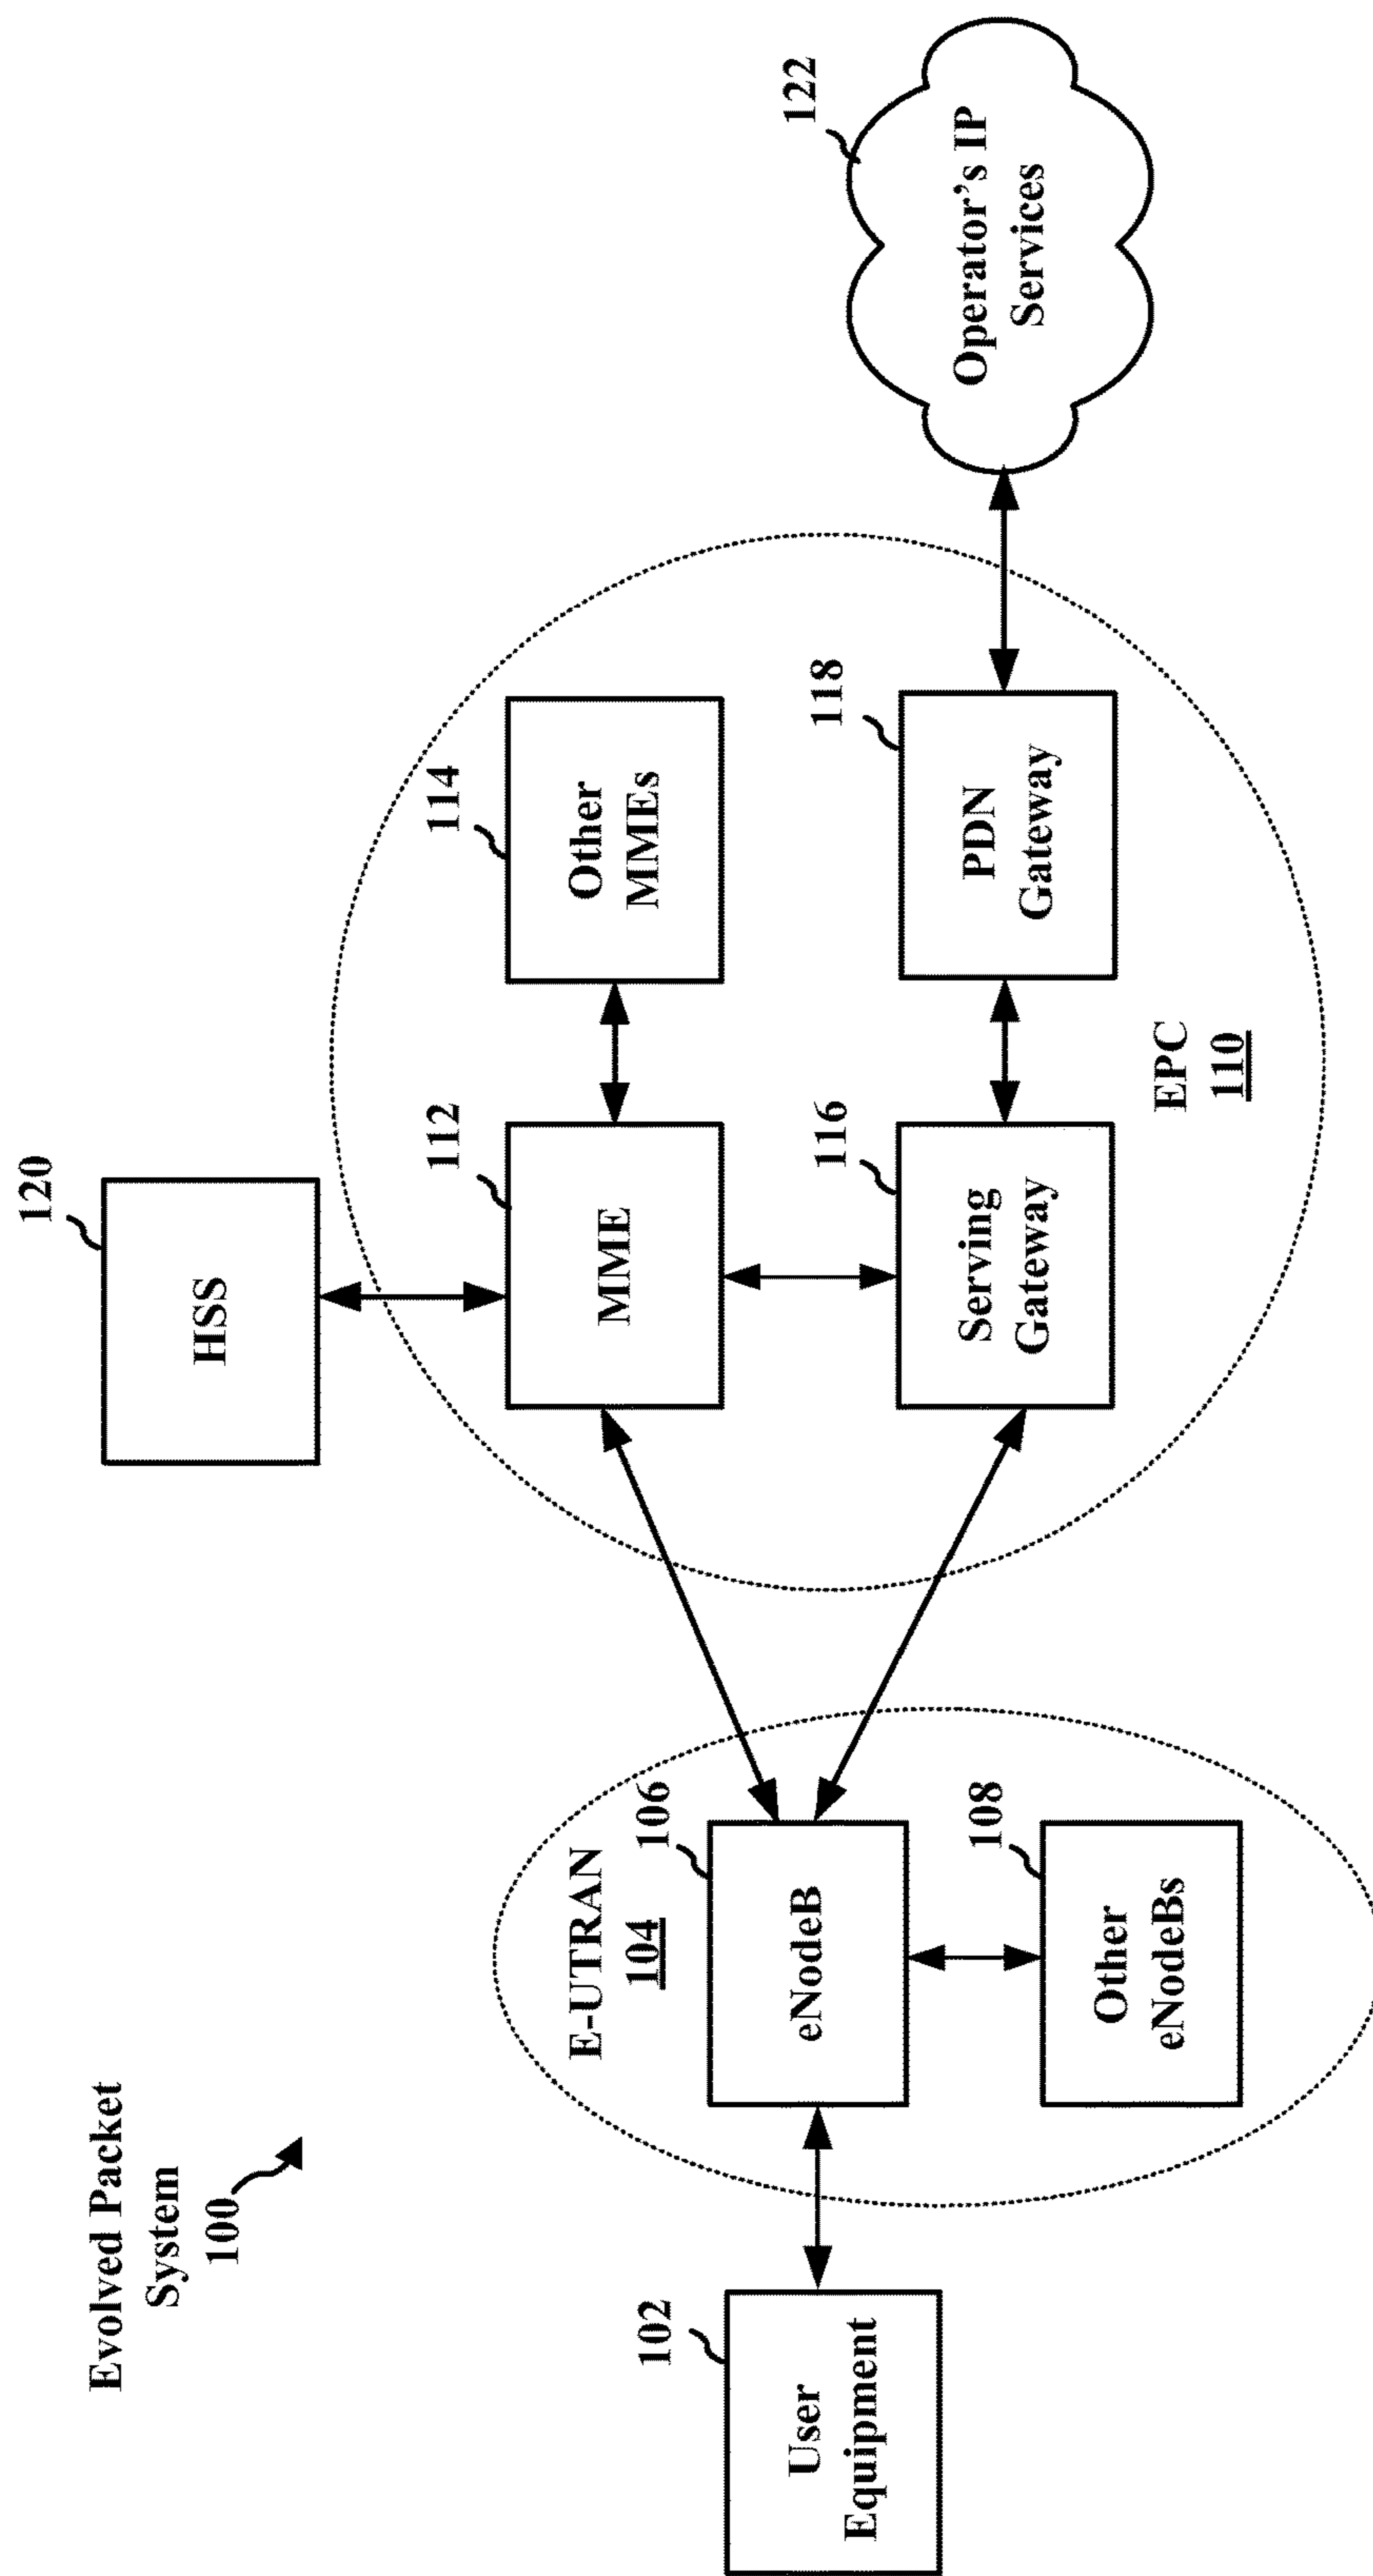 Evolved Packet
System
100
120
HSS
E-UTRAN
104
112
MME
114
Other
MMEs
102
User
Equipment
106
eNodeB
108
Other
eNodeBs
116
Serving
Gateway
118
PDN
Gateway
EPC
110
122
Operator's IP
Services